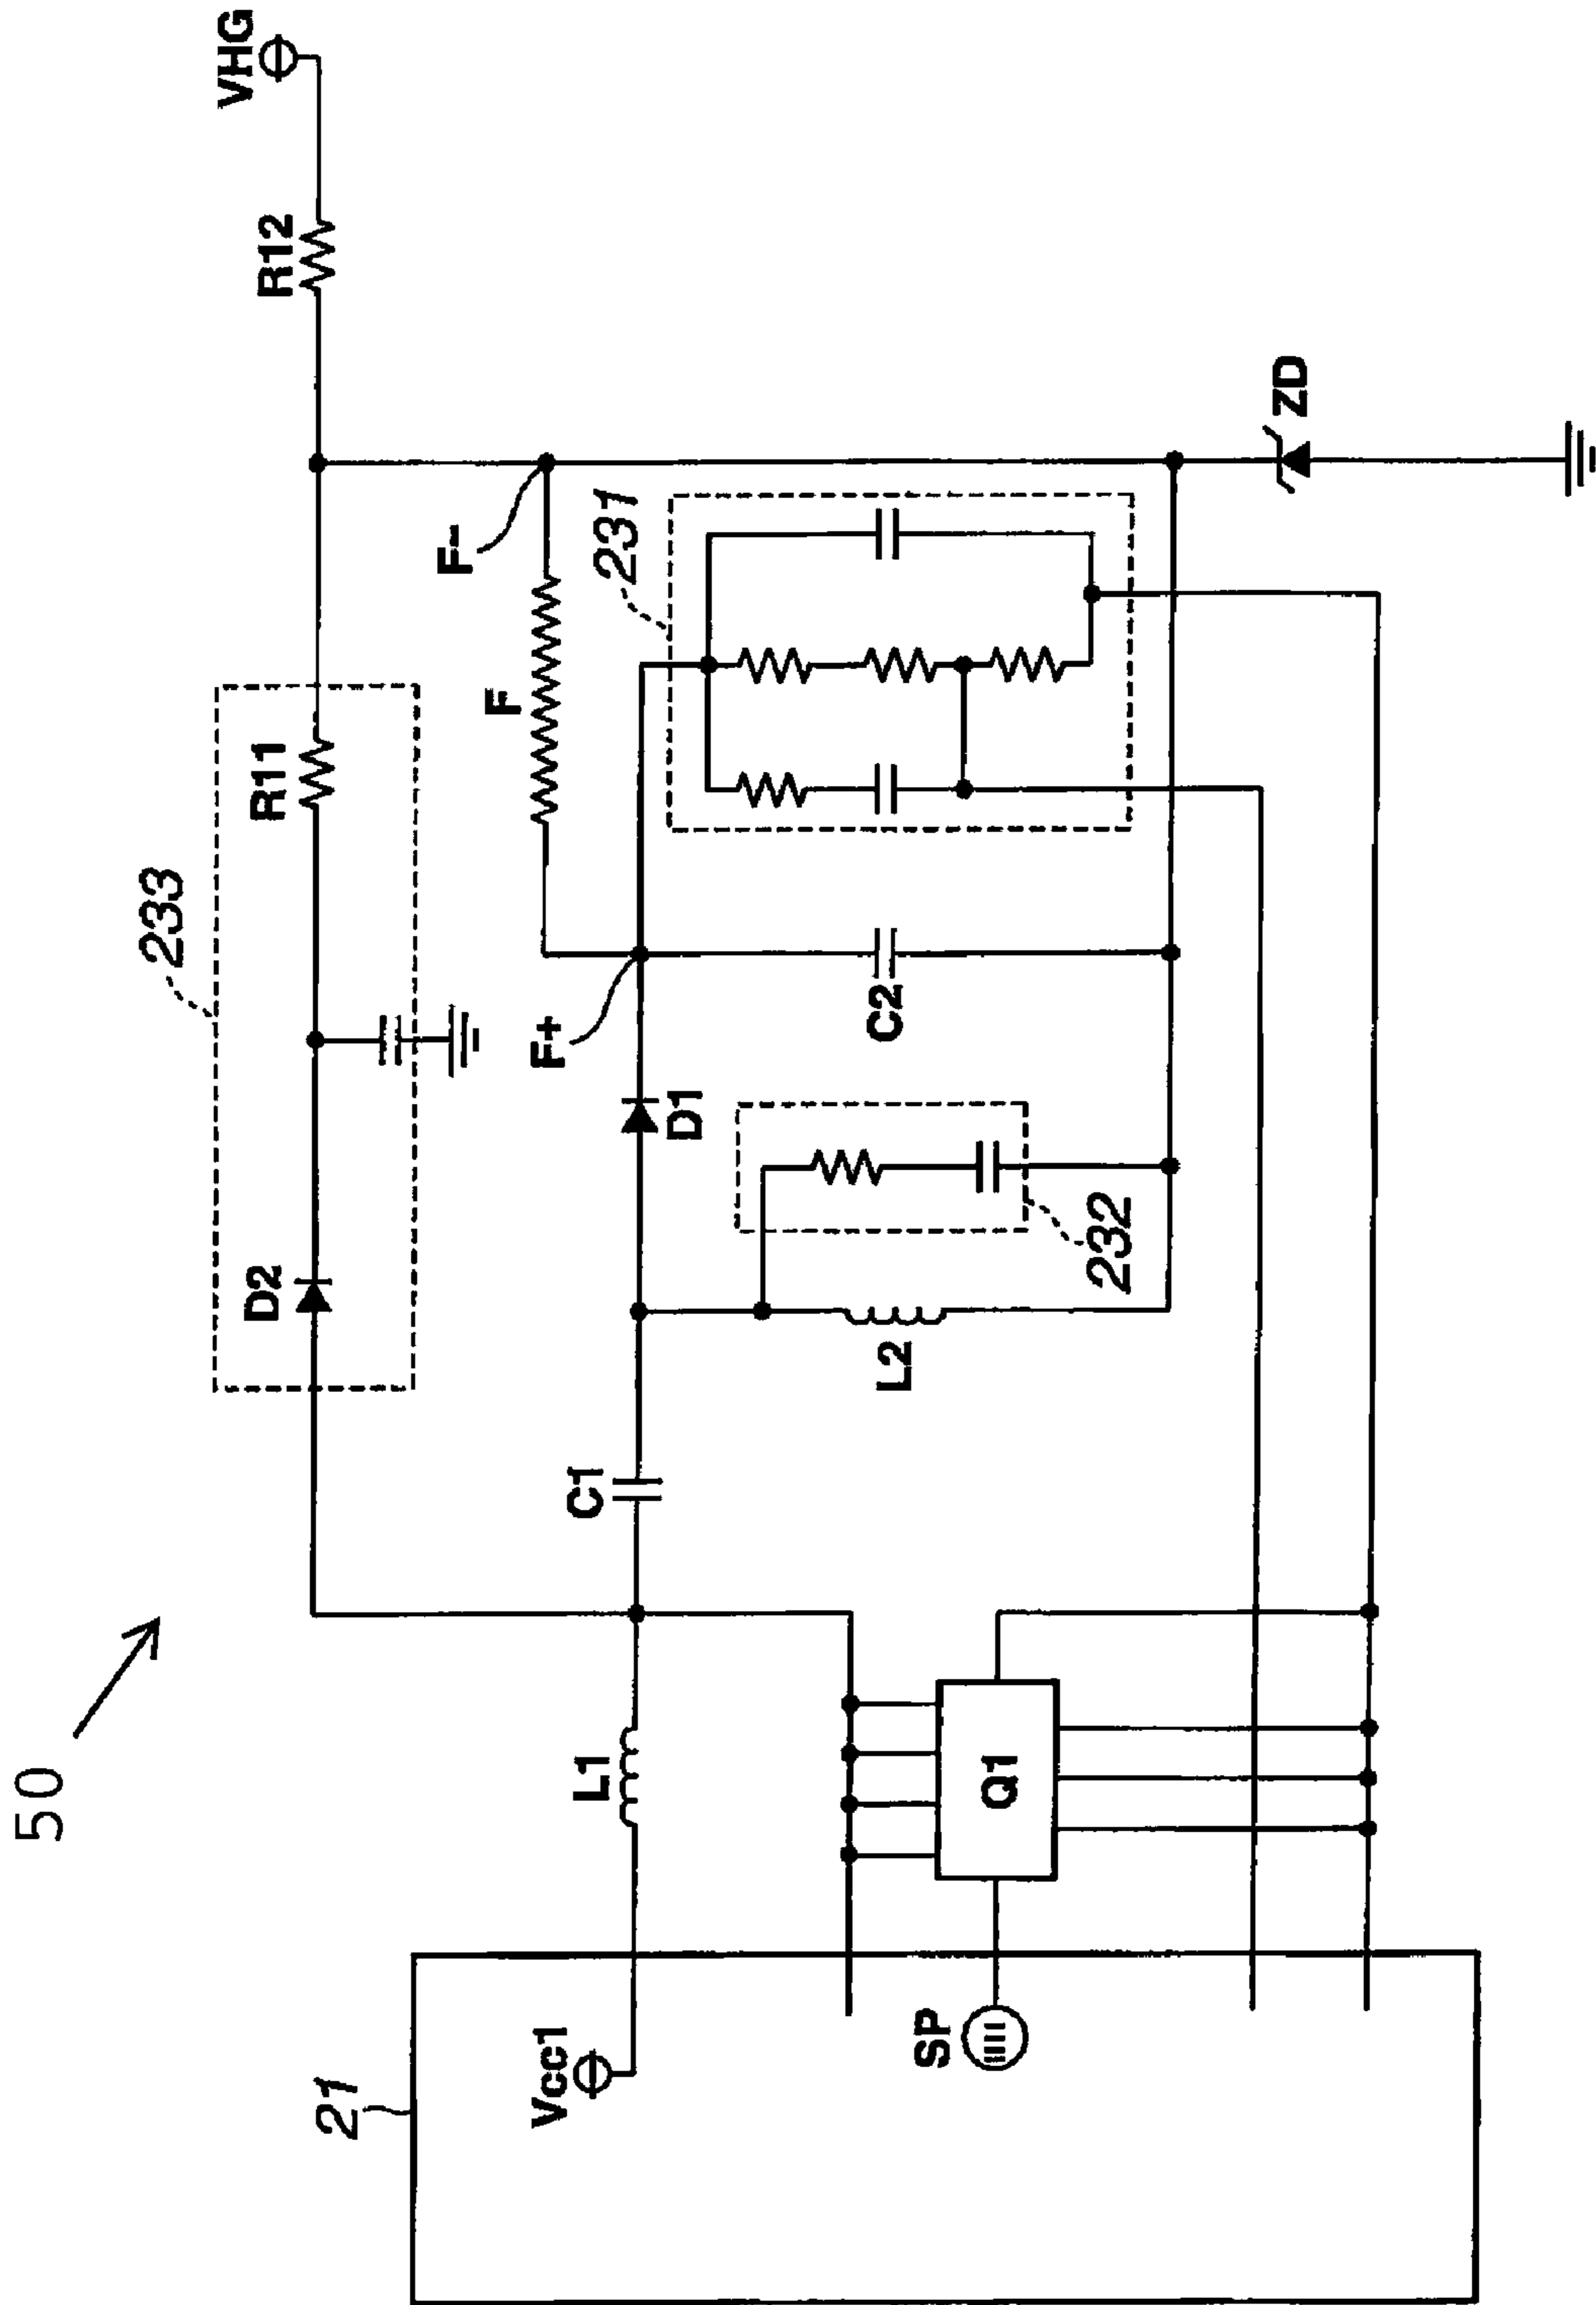 50
21
Vcc1
SP
L1
Q1
C1
L2
D2
233
R11
D1
232
F+
C2
F
231
F-
R12
VHG
ZD